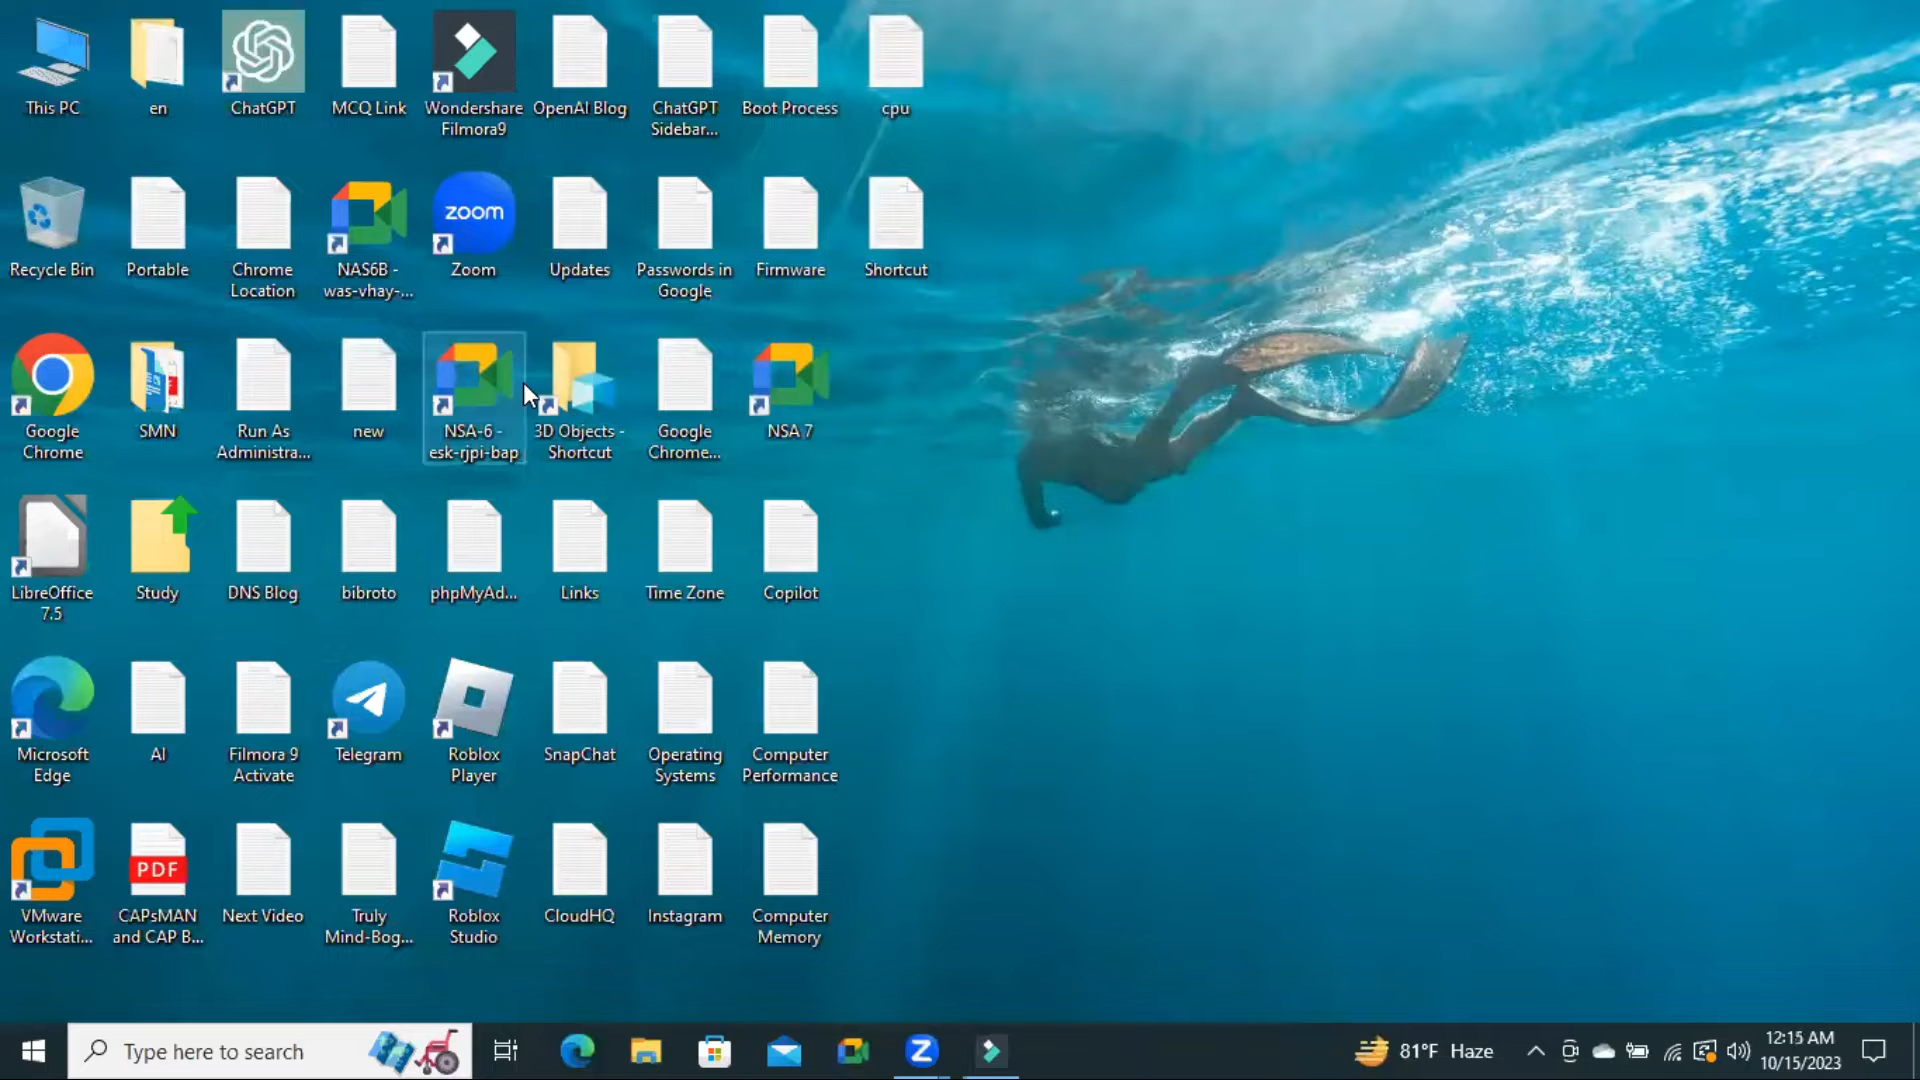 This PC
en
ChatGPT
MCQ Link
Wondershare
Filmora9
OpenAI Blog
ChatGPT
Sidebar...
Boot Process
cpu
Recycle Bin
Portable
Chrome
Location
NAS6B -
was-vhay-...
zoom
Zoom
Updates
Passwords in
Google
Firmware
Shortcut
Google
Chrome
SMN
Run As
Administra...
new
NSA-6 -
esk-rjpi-bap
3D Objects -
Shortcut
Google
Chrome...
NSA 7
LibreOffice
7.5
Study
DNS Blog
bibroto
phpMyAd...
Links
Time Zone
Copilot
Microsoft
Edge
AI
Filmora 9
Activate
Telegram
Roblox
Player
SnapChat
Operating
Systems
Computer
Performance
VMware
Workstati...
PDF
CAPsMAN
and CAP B...
Next Video
Truly
Mind-Bog...
Roblox
Studio
CloudHQ
Instagram
Computer
Memory
Type here to search
Z
81°F Haze
12:15 AM
10/15/2023